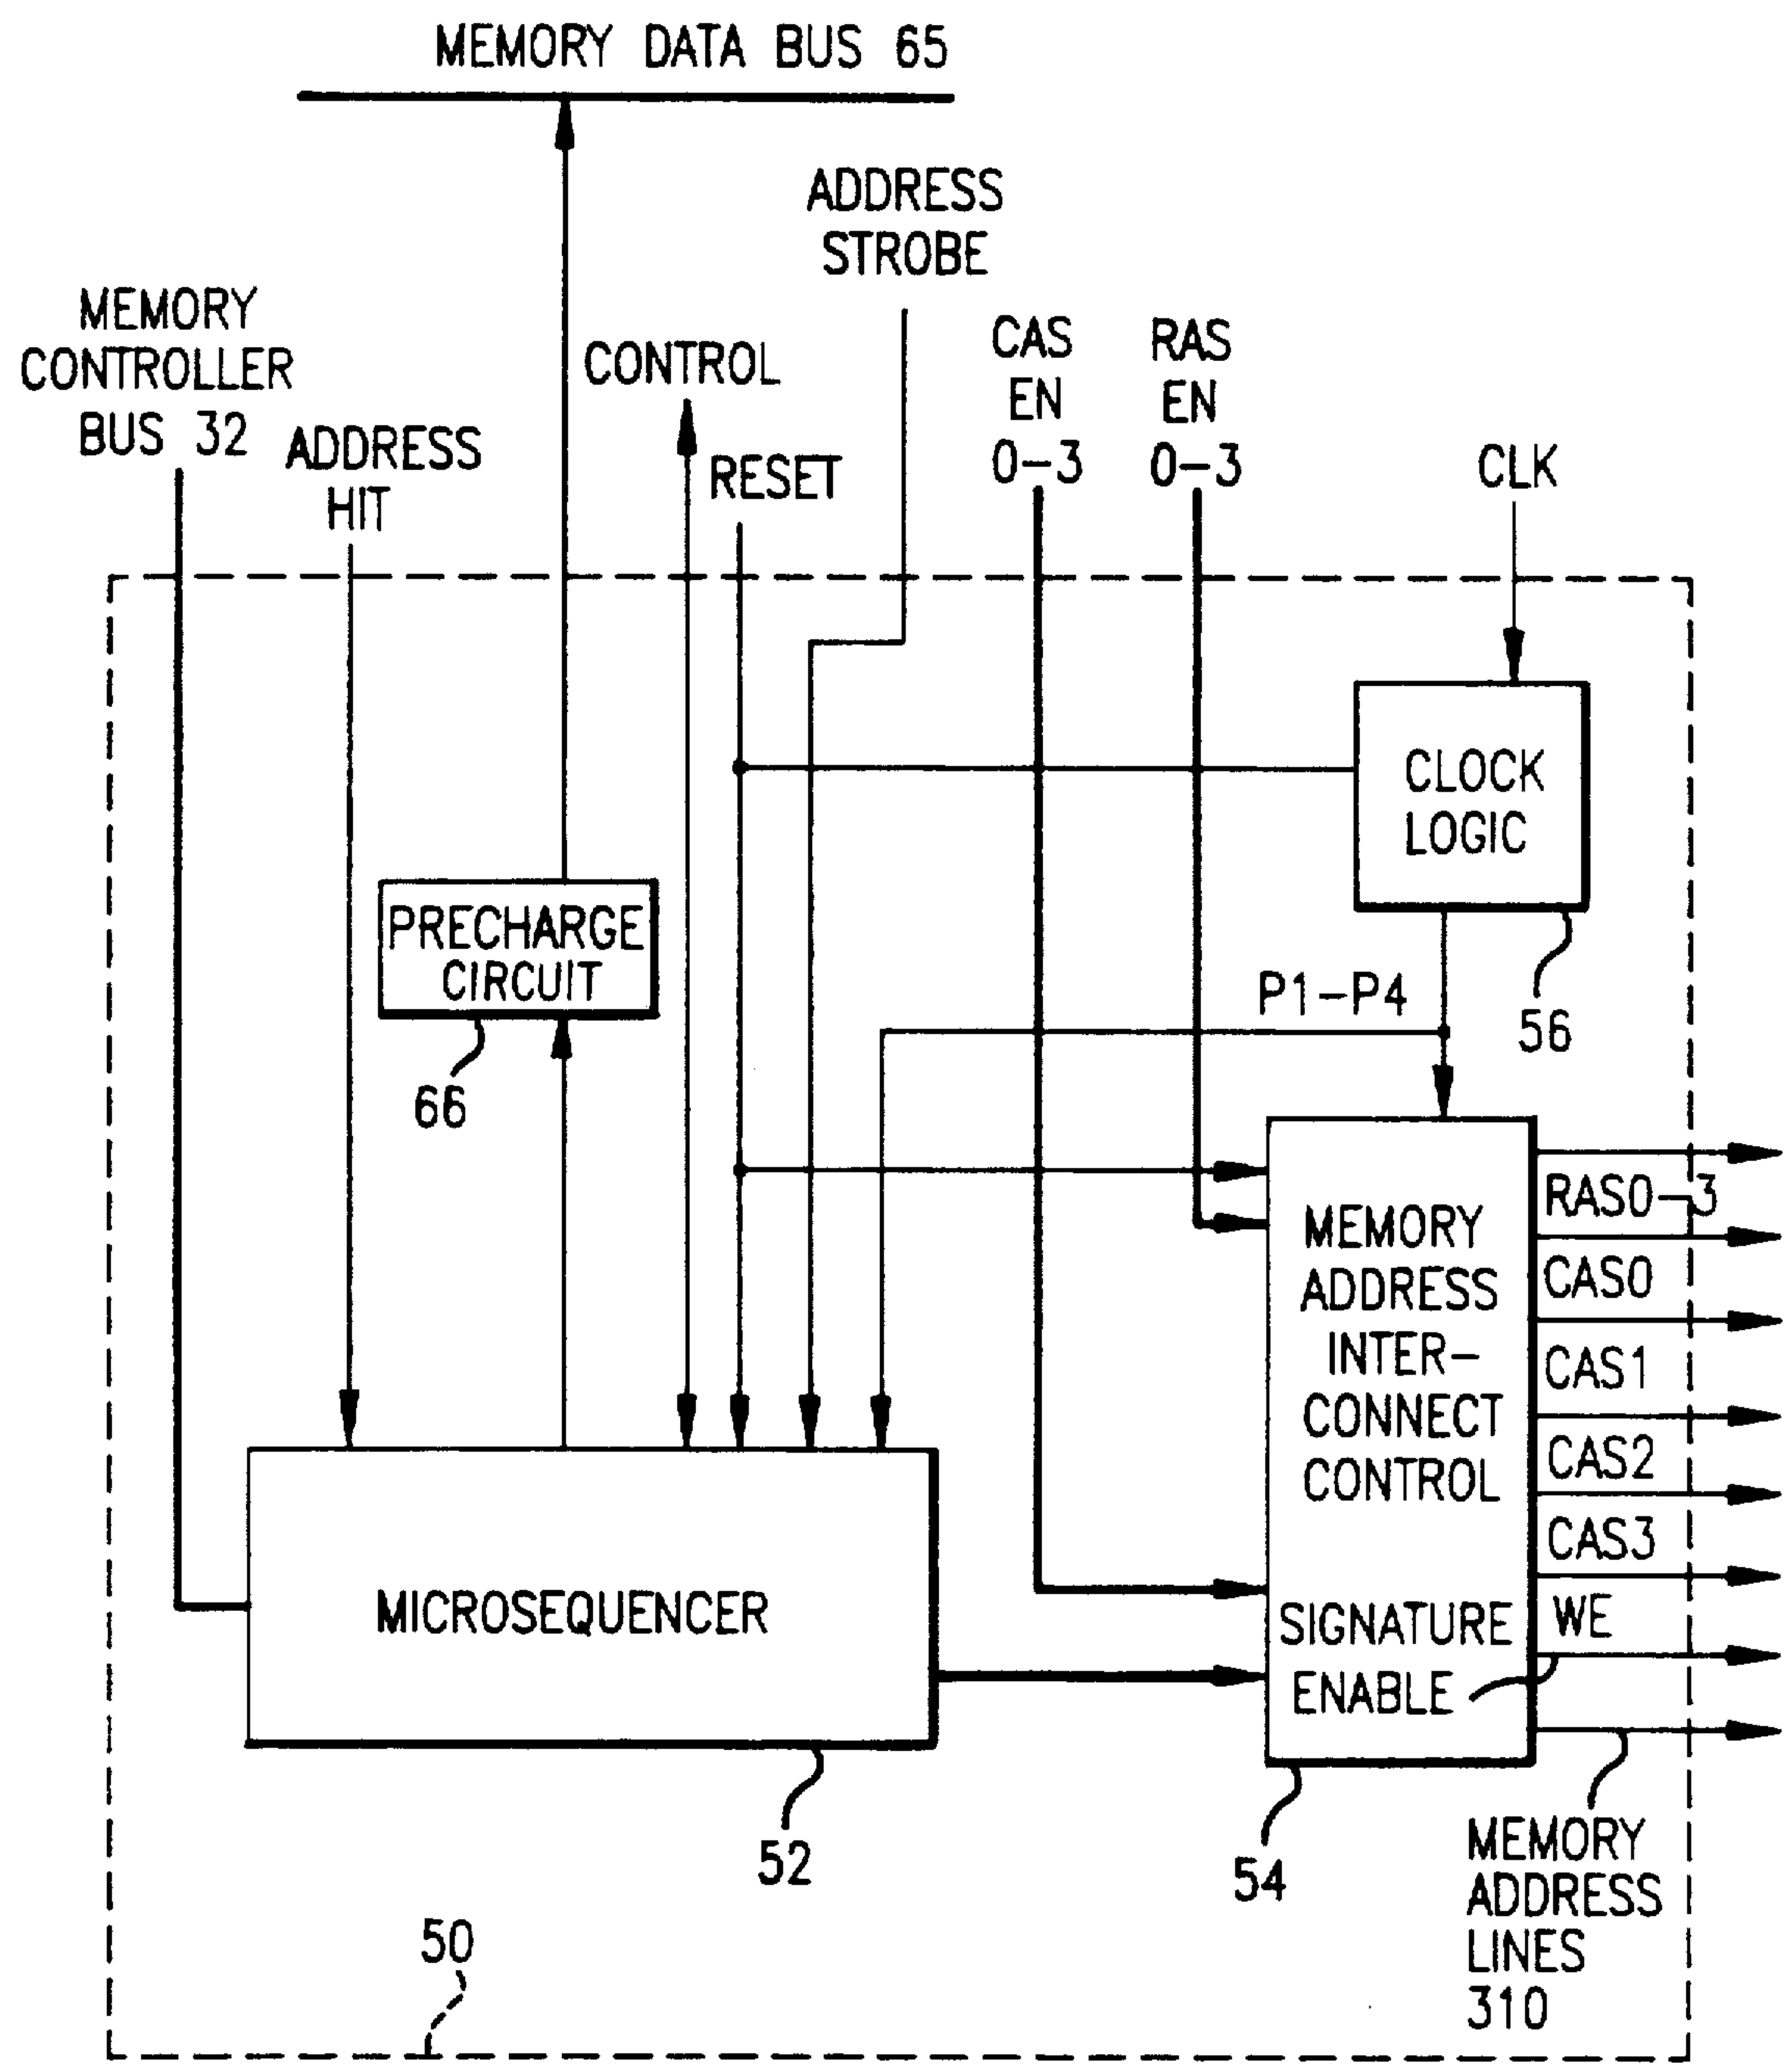 MEMORY DATA BUS 65
ADDRESS
STROBE
MEMORY
CONTROLLER
BUS 32
ADDRESS
HIT
CONTROL
RESET
CAS
EN
0-3
RAS
EN
0-3
CLK
CLOCK
LOGIC
56
PRECHARGE
CIRCUIT
66
P1-P4
MEMORY
ADDRESS
INTER-
CONNECT
CONTROL
SIGNATURE
ENABLE
RAS0-3
CAS0
CAS1
CAS2
CAS3
WE
MICROSEQUENCER
52
54
MEMORY
ADDRESS
LINES
310
50